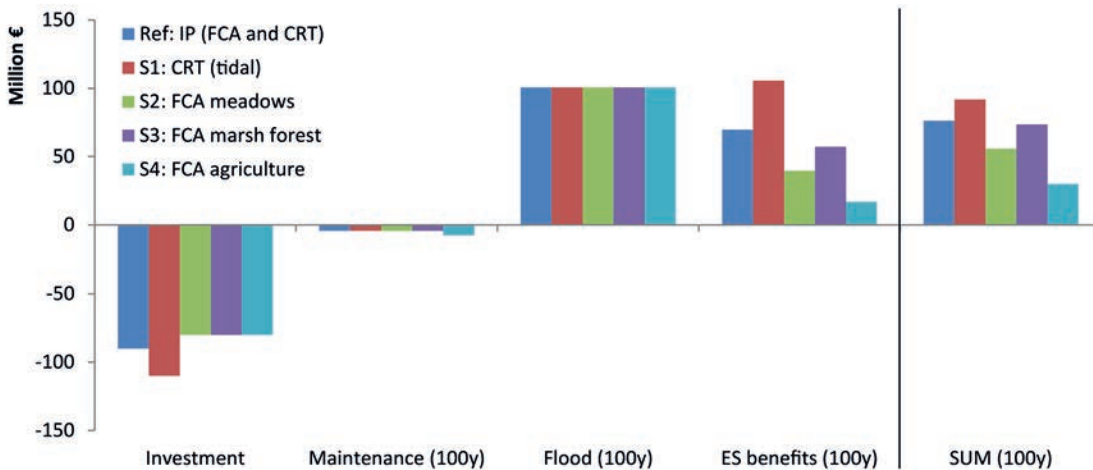 Million €
150
100
50
0
-50
-100
-150
Ref: IP (FCA and CRT)
S1: CRT (tidal)
S2: FCA meadows
S3: FCA marsh forest
S4: FCA agriculture
Investment
Maintenance (100y)
Flood (100y)
ES benefits (100y)
SUM (100y)